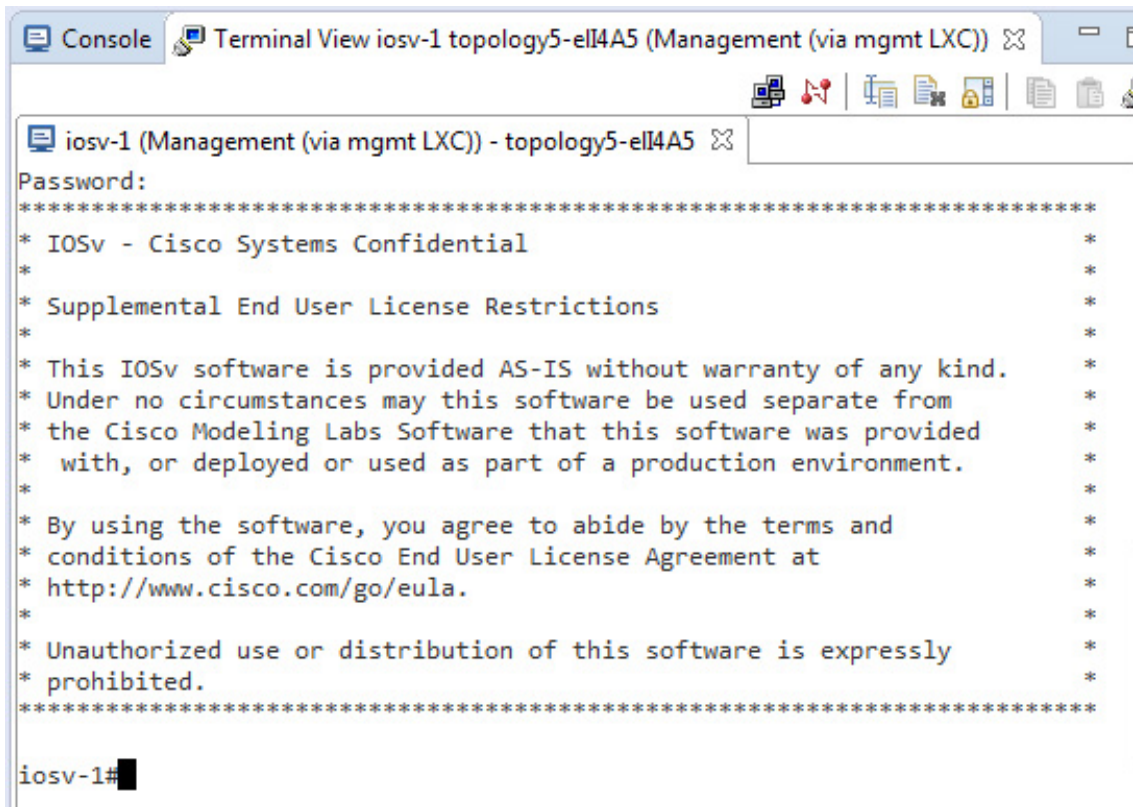 Console Terminal View iosv-1 topology5-elI4A5 (Management (via mgmt LXC))
iosv-1 (Management (via mgmt LXC)) - topology5-elI4A5
Password:
***************************************************************************
* IOSv - Cisco Systems Confidential *
* *
* Supplemental End User License Restrictions *
* *
* This IOSv software is provided AS-IS without warranty of any kind. *
* Under no circumstances may this software be used separate from *
* the Cisco Modeling Labs Software that this software was provided *
* with, or deployed or used as part of a production environment. *
* *
* By using the software, you agree to abide by the terms and *
* conditions of the Cisco End User License Agreement at *
* http://www.cisco.com/go/eula. *
* *
* Unauthorized use or distribution of this software is expressly *
* prohibited. *
***************************************************************************
iosv-1#